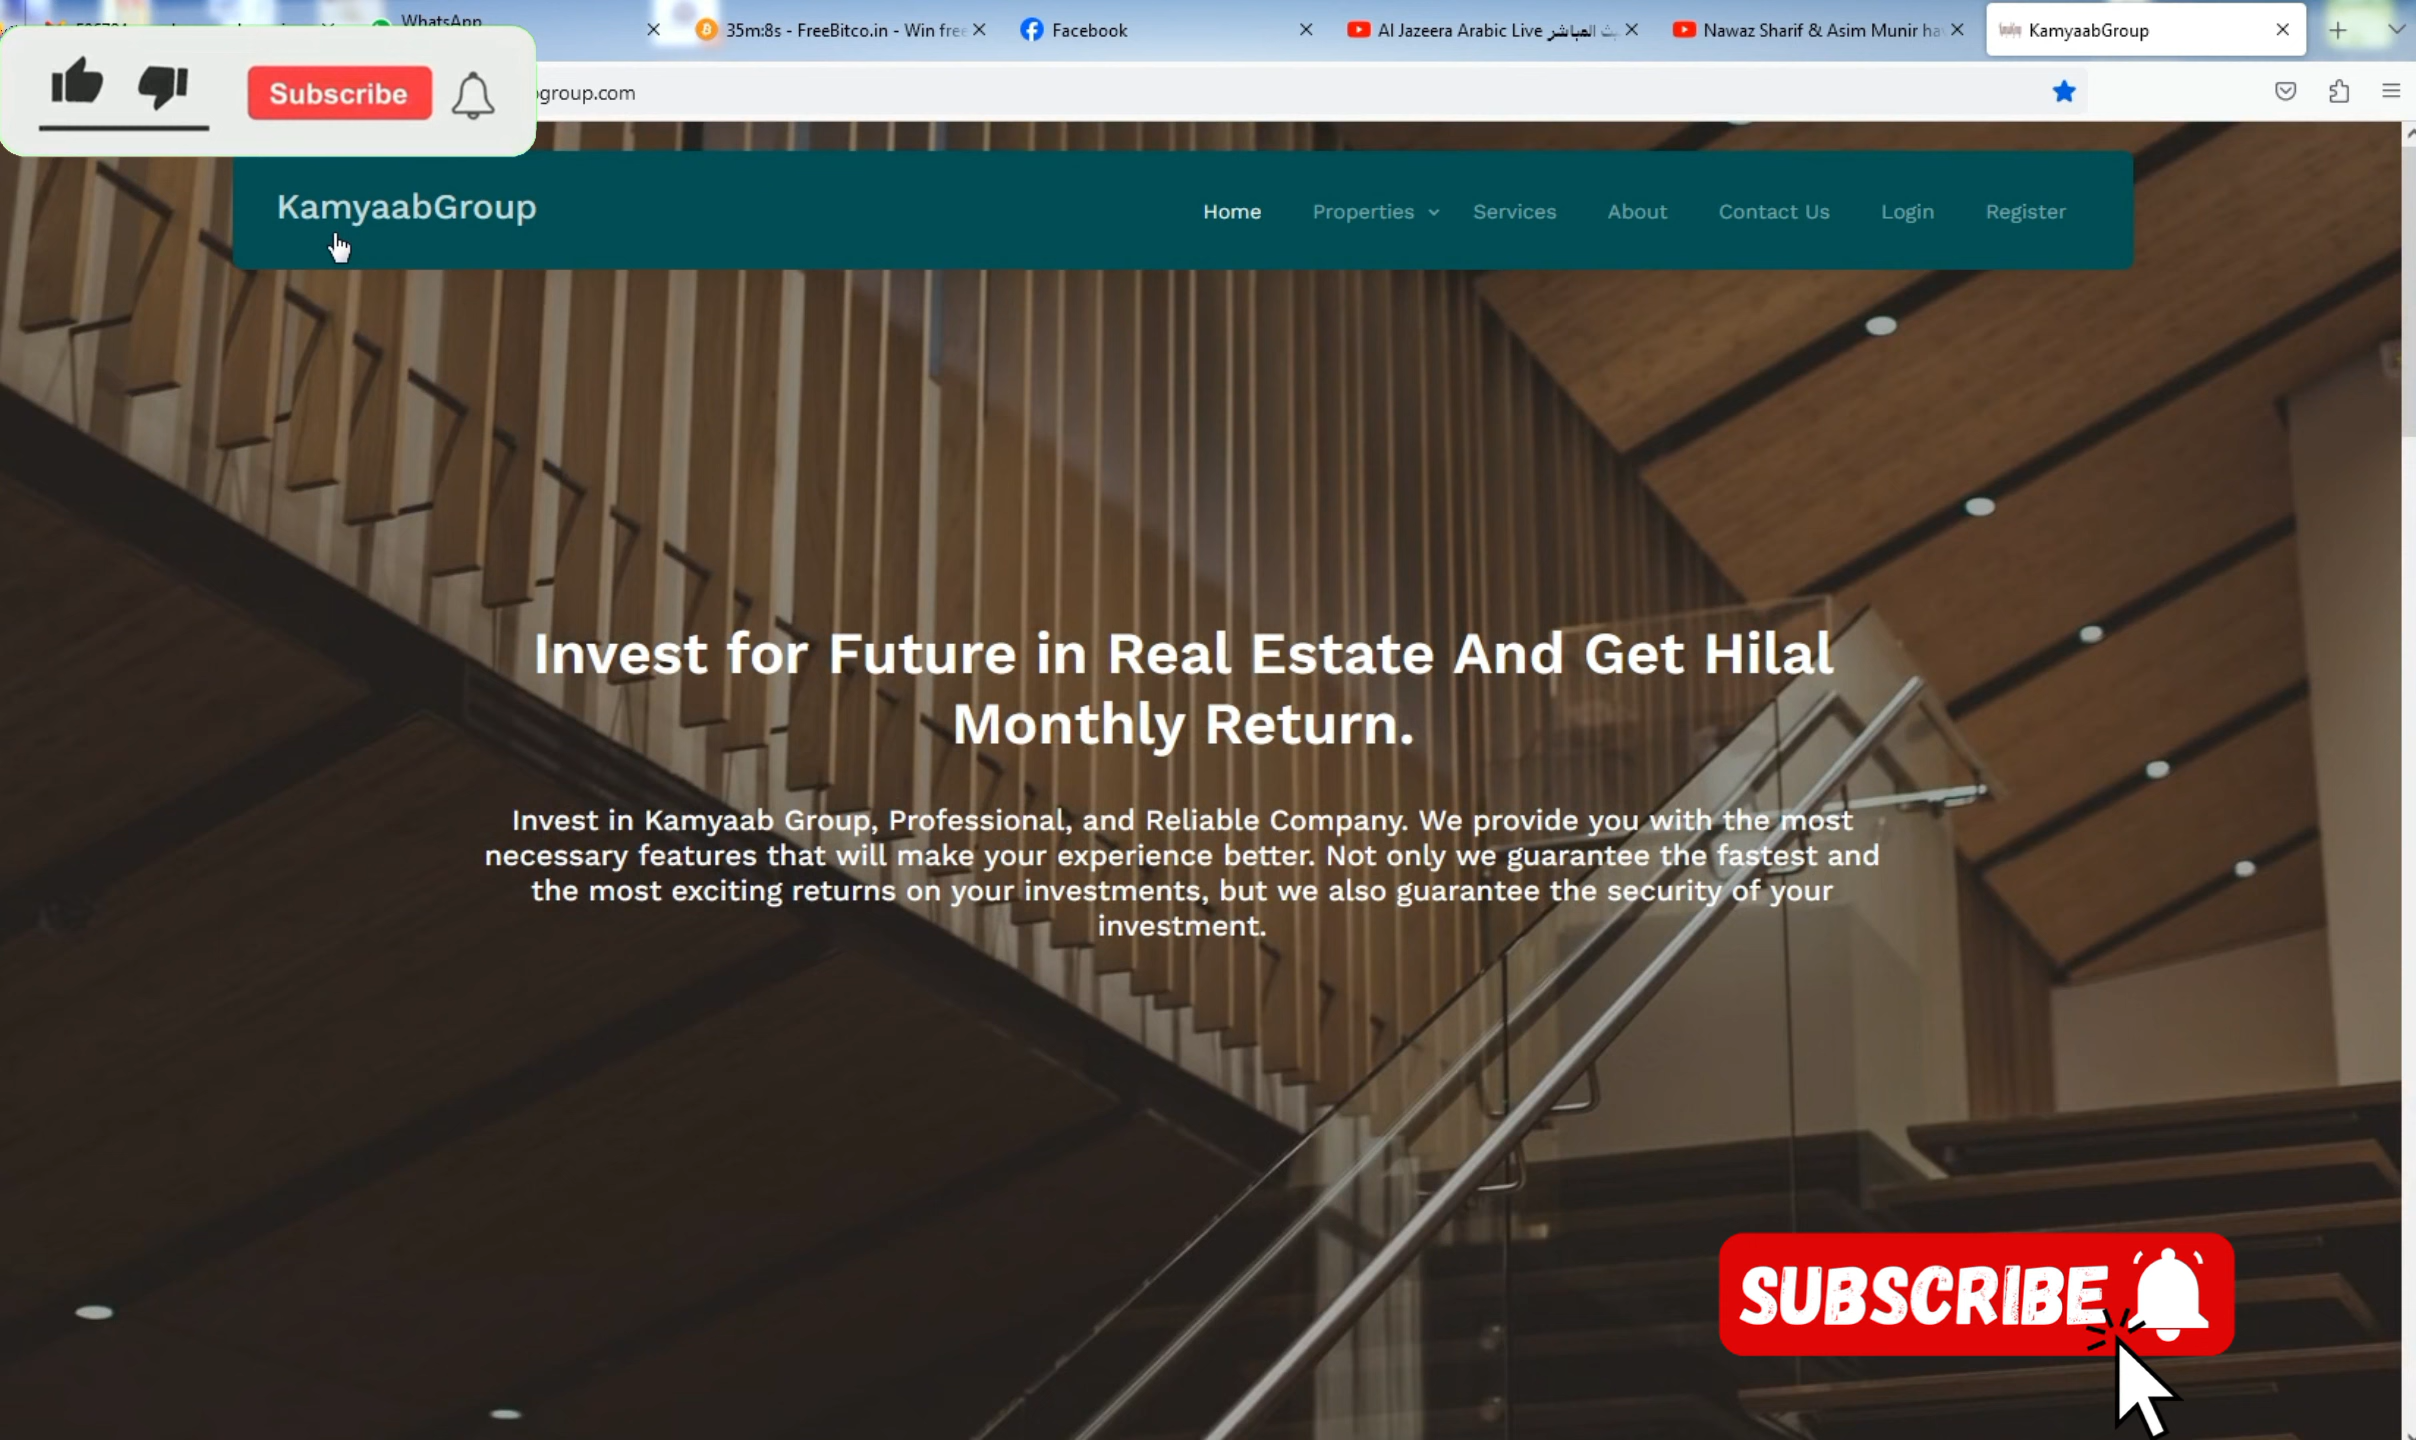 WhatsApp
35m:8s - FreeBitco.in - Win free
Facebook
Al Jazeera Arabic Live
Nawaz Sharif & Asim Munir ha
KamyaabGroup
Subscribe
group.com
KamyaabGroup
Home
Properties
Services
About
Contact Us
Login
Register
Invest for Future in Real Estate And Get Hilal
Monthly Return.
Invest in Kamyaab Group, Professional, and Reliable Company. We provide you with the most
necessary features that will make your experience better. Not only we guarantee the fastest and
the most exciting returns on your investments, but we also guarantee the security of your
investment.
SUBSCRIBE